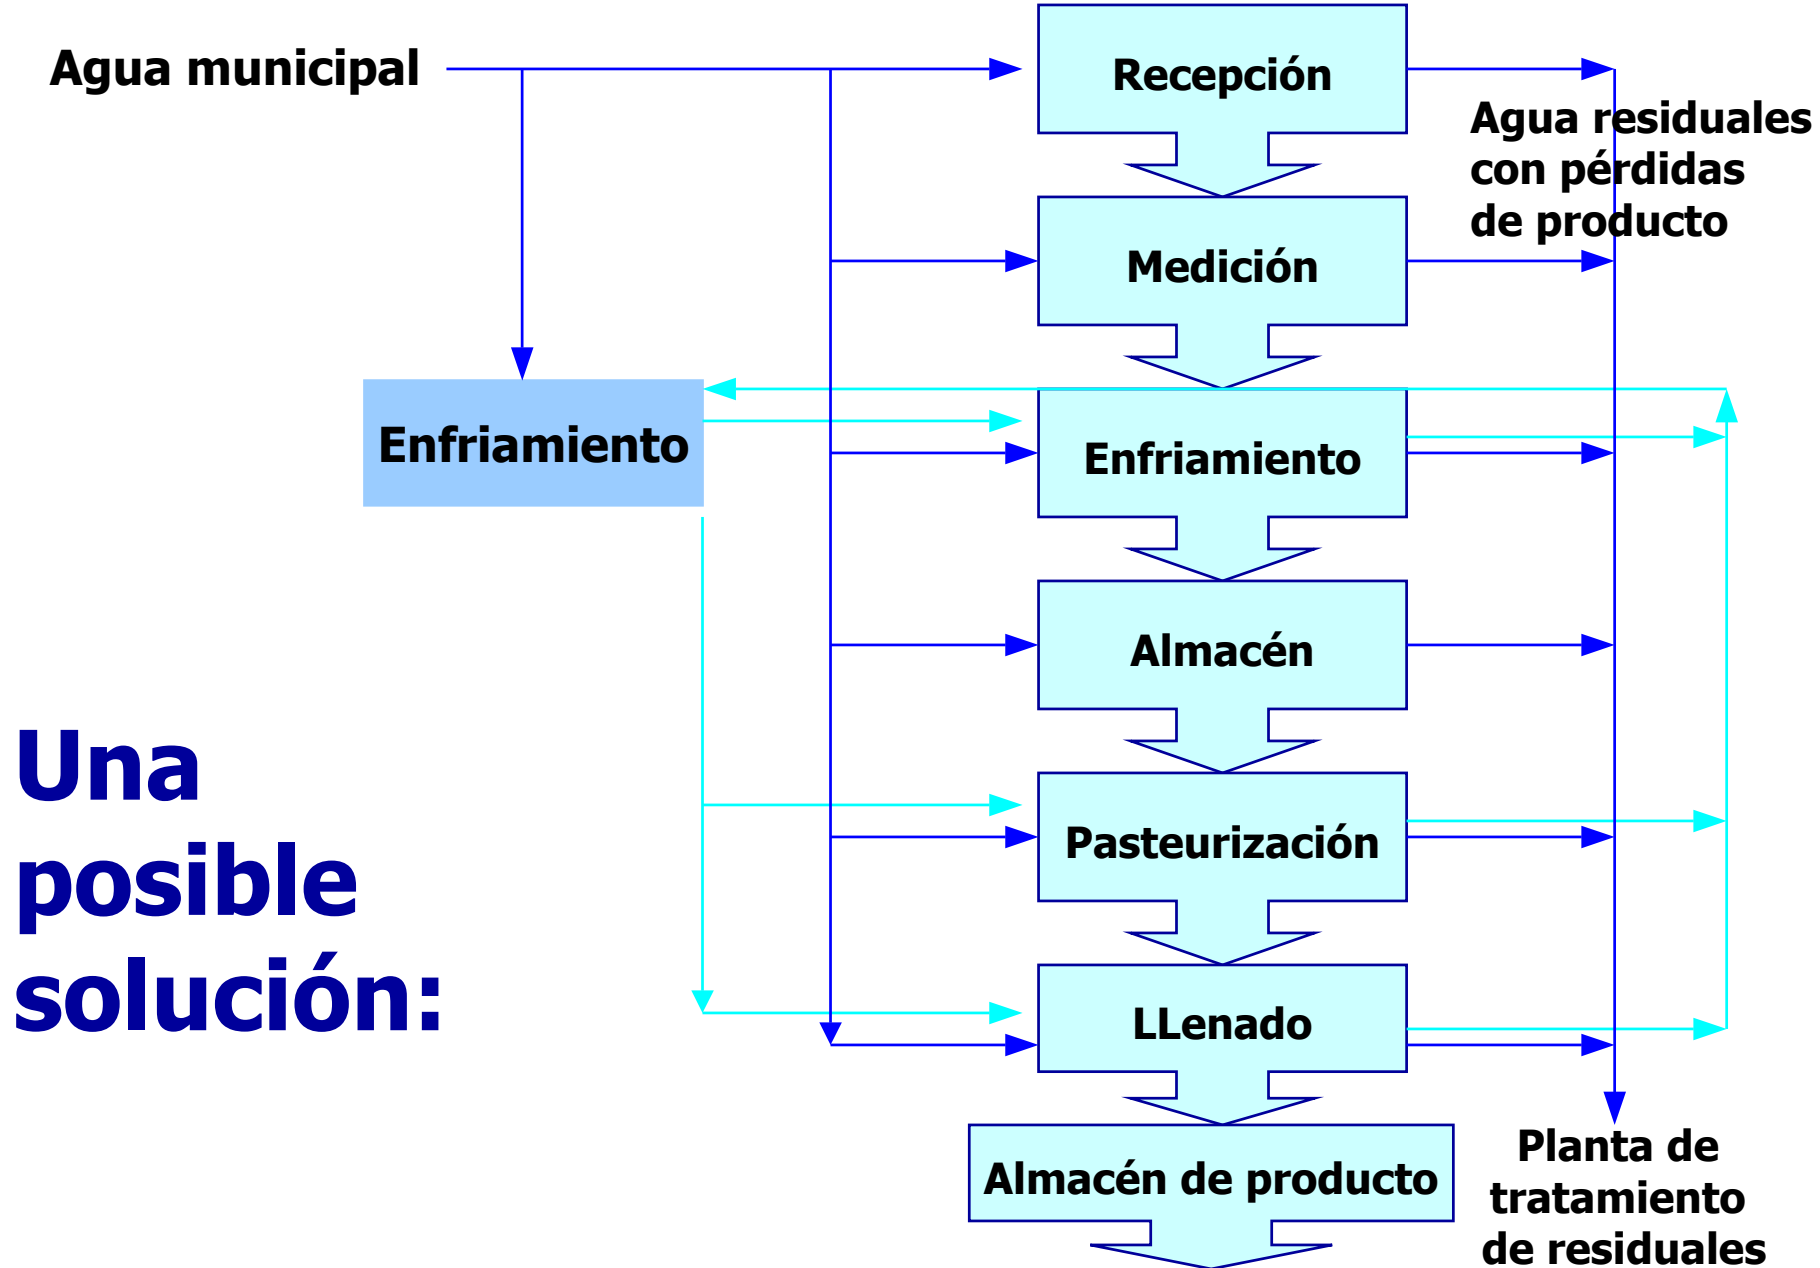 Agua municipal
Recepción
Agua residuales
con pérdidas
de producto
Medición
Enfriamiento
Enfriamiento
Almacén
Una
posible
solución:
Pasteurización
LLenado
Almacén de producto
Planta de
tratamiento
de residuales